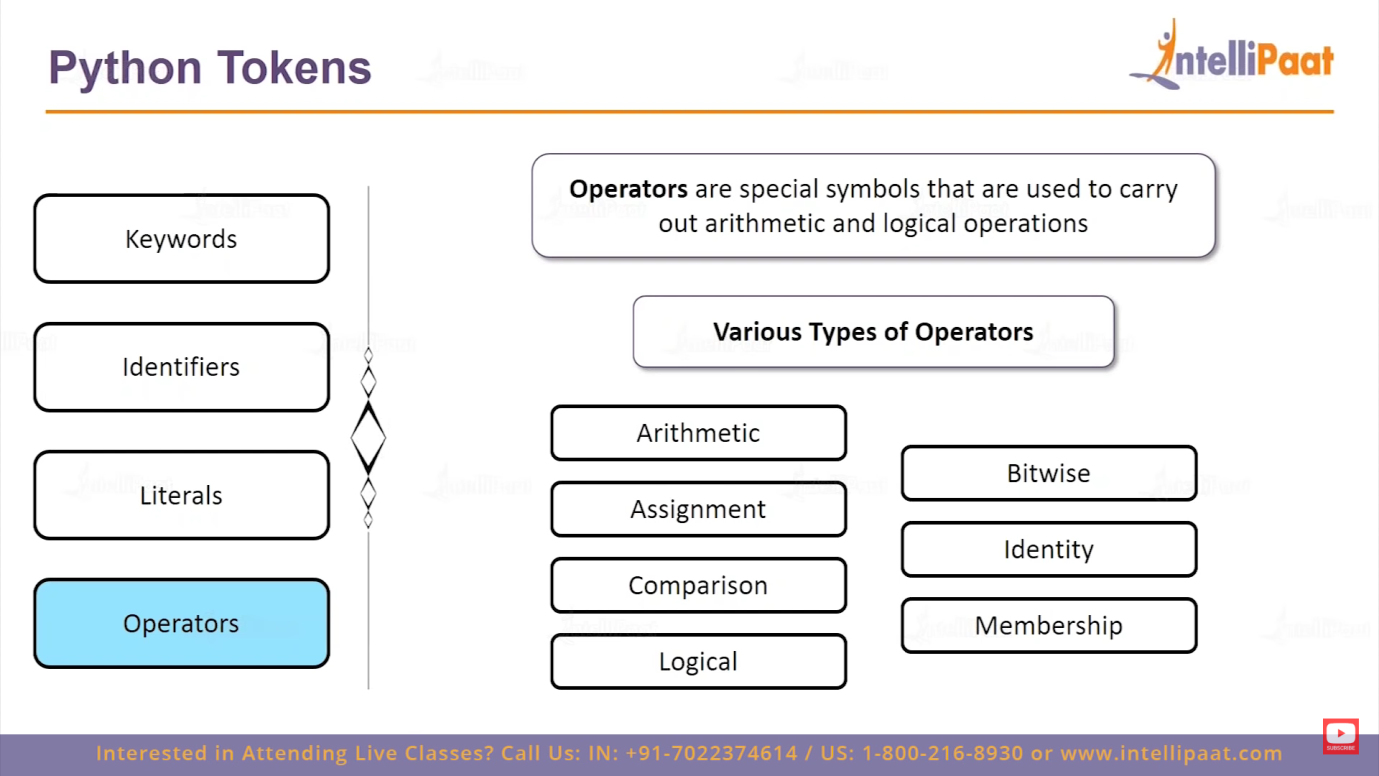 Python Tokens
IntelliPaat
Keywords
Identifiers
Literals
Operators
Operators are special symbols that are used to carry
out arithmetic and logical operations
Various Types of Operators
Arithmetic
Assignment
Comparison
Logical
Bitwise
Identity
Membership
Interested in Attending Live Classes? Call Us: IN: +91-7022374614 / US: 1-800-216-8930 or www.intellipaat.com
SUBSCRIBE